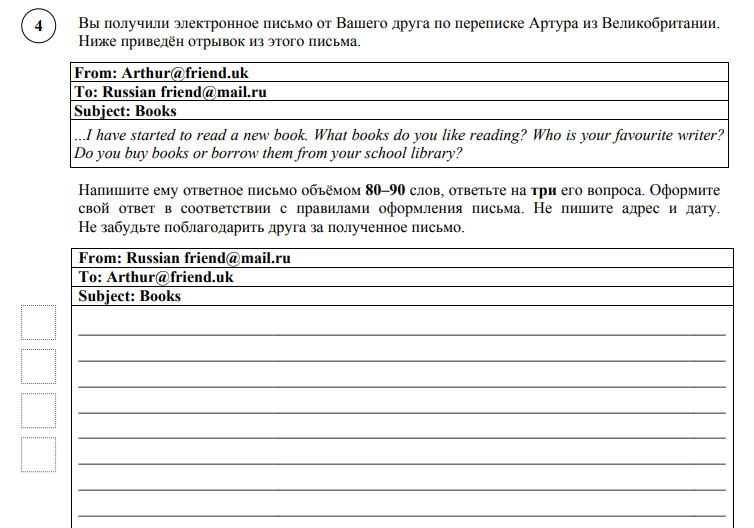 4
Вы получили электронное письмо от Вашего друга по переписке Артура из Великобритании.
Ниже приведён отрывок из этого письма.
From: Arthur@friend.uk
To: Russian friend@mail.ru
Subject: Books
...I have started to read a new book. What books do you like reading? Who is your favourite writer?
Do you buy books or borrow them from your school library?
Напишите ему ответное письмо объёмом 80–90 слов, ответьте на три его вопроса. Оформите
свой ответ в соответствии с правилами оформления письма. Не пишите адрес и дату.
Не забудьте поблагодарить друга за полученное письмо.
From: Russian friend@mail.ru
To: Arthur@friend.uk
Subject: Books